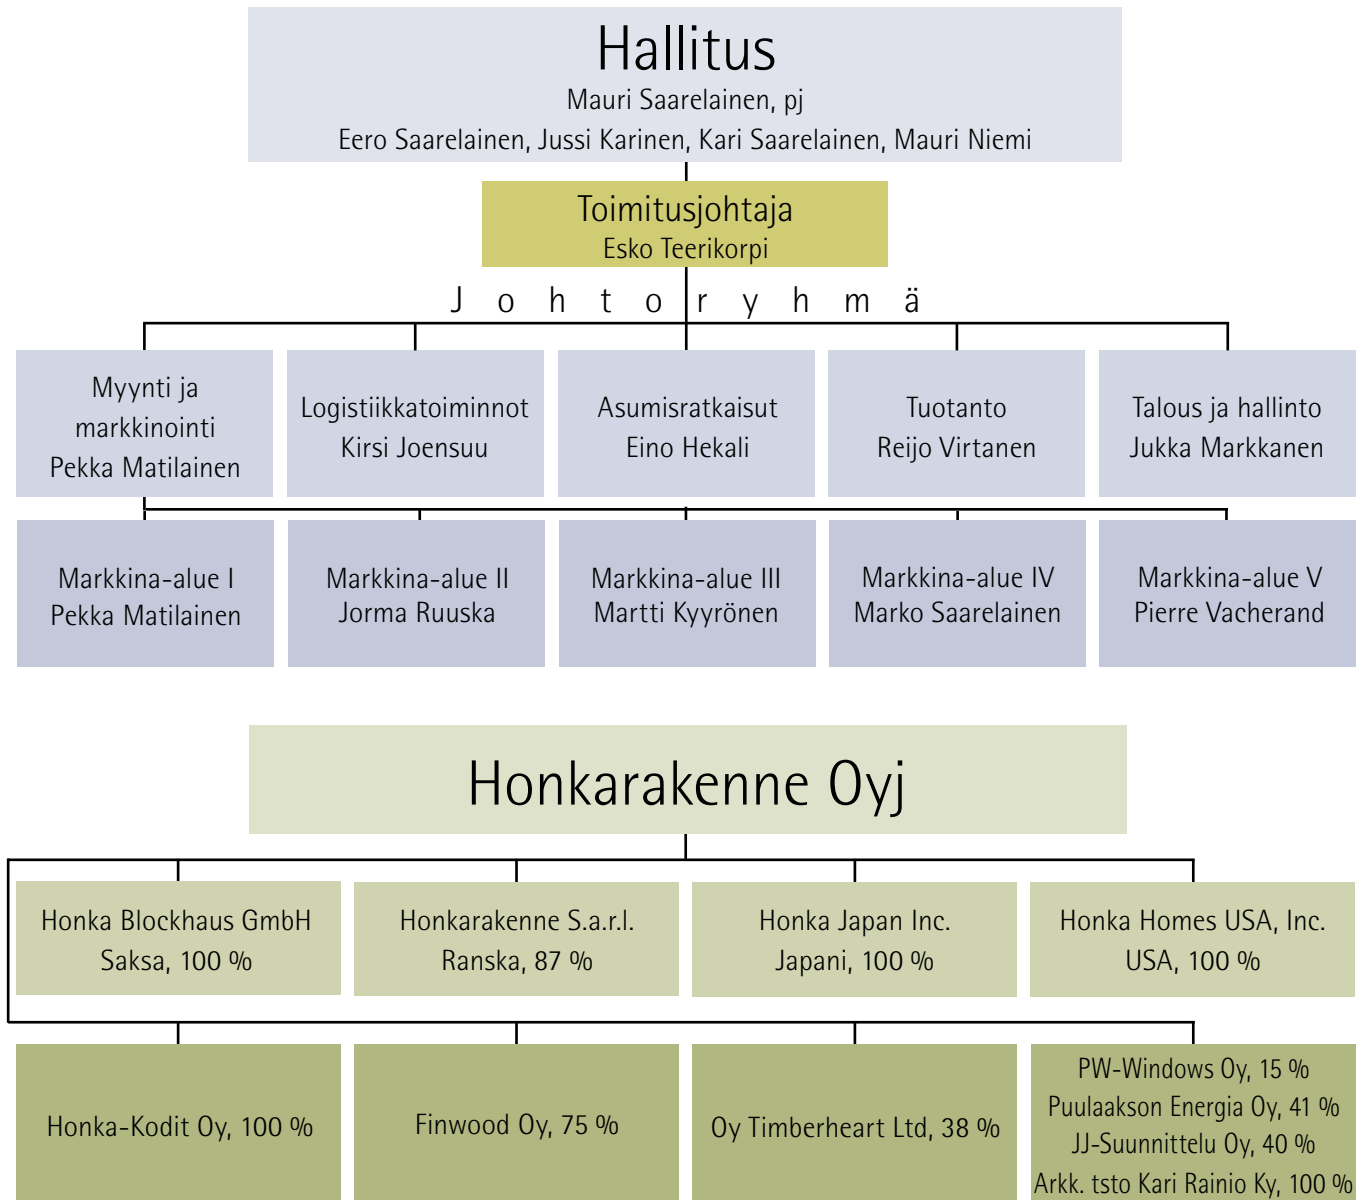 Hallitus
Mauri Saarelainen, pj
Eero Saarelainen, Jussi Karinen, Kari Saarelainen, Mauri Niemi
Toimitusjohtaja
Esko Teerikorpi
Johtoryhmä
Myynti ja
markkinointi
Pekka Matilainen
Logistiikkatoiminnot
Kirsi Joensuu
Asumisratkaisut
Eino Hekali
Tuotanto
Reijo Virtanen
Talous ja hallinto
Jukka Markkanen
Markkina-alue I
Pekka Matilainen
Markkina-alue II
Jorma Ruuska
Markkina-alue III
Martti Kyyrönen
Markkina-alue IV
Marko Saarelainen
Markkina-alue V
Pierre Vacherand
Honkarakenne Oyj
Honka Blockhaus GmbH
Saksa, 100 %
Honkarakenne S.a.r.l.
Ranska, 87 %
Honka Japan Inc.
Japani, 100 %
Honka Homes USA, Inc.
USA, 100 %
Honka-Kodit Oy, 100 %
Finwood Oy, 75 %
Oy Timberheart Ltd, 38 %
PW-Windows Oy, 15 %
Puulaakson Energia Oy, 41 %
JJ-Suunnittelu Oy, 40 %
Arkk. tsto Kari Rainio Ky, 100 %